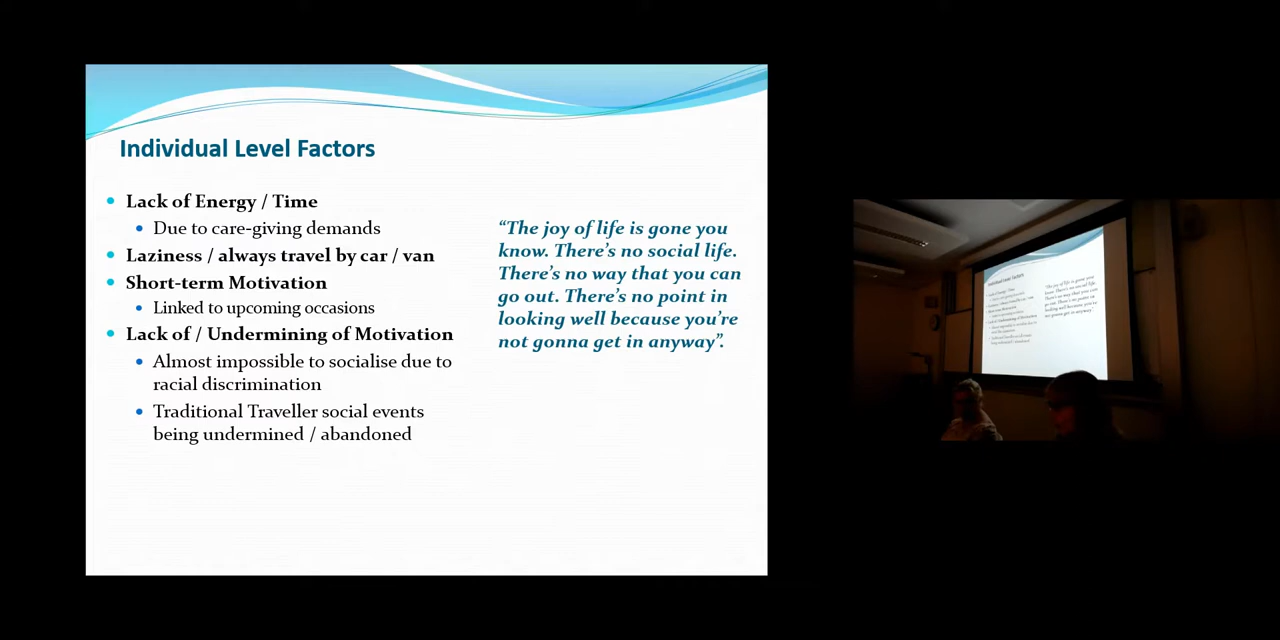 Individual Level Factors
Lack of Energy / Time
Due to care-giving demands
Laziness / always travel by car / van
Short-term Motivation
Linked to upcoming occasions
Lack of / Undermining of Motivation
Almost impossible to socialise due to
racial discrimination
Traditional Traveller social events
being undermined / abandoned
“The joy of life is gone you
know. There’s no social life.
There’s no way that you can
go out. There’s no point in
looking well because you’re
not gonna get in anyway”.